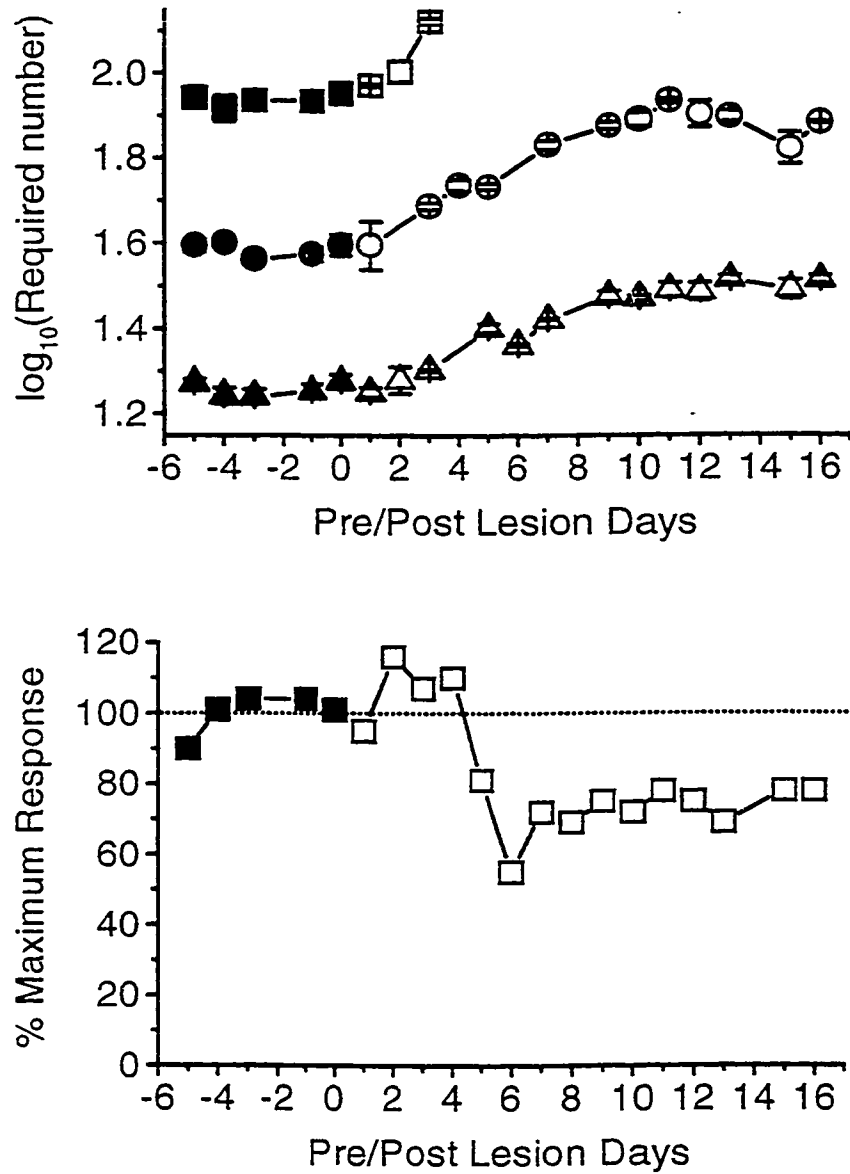 log₁₀(Required number)
2.0
1.8
1.6
1.4
1.2
-6 -4 -2 0 2 4 6 8 10 12 14 16
Pre/Post Lesion Days
% Maximum Response
120
100
80
60
40
20
0
-6 -4 -2 0 2 4 6 8 10 12 14 16
Pre/Post Lesion Days